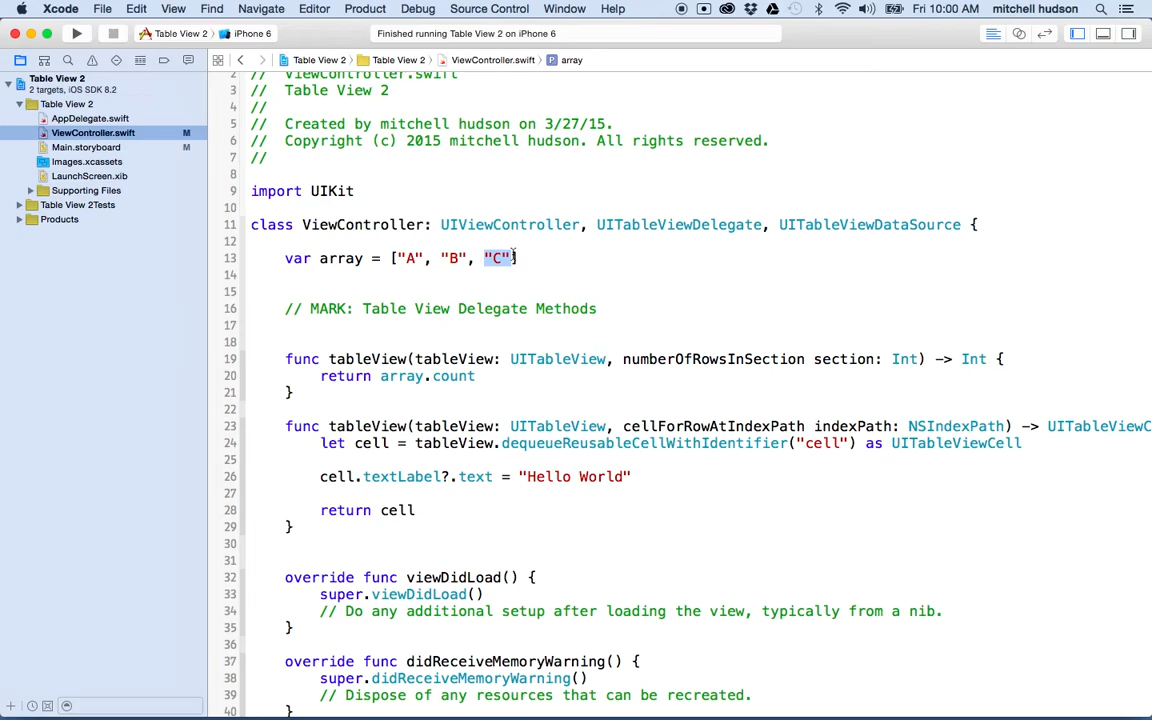 Xcode File Edit View Find Navigate Editor Product Debug Source Control Window Help Fri 10:00 AM mitchell hudson
Table View 2 iPhone 6 Finished running Table View 2 on iPhone 6
Table View 2 Table View 2 ViewController.swift P array
Table View 2
2 targets, iOS SDK 8.2
Table View 2
AppDelegate.swift
ViewController.swift M
Main.storyboard M
Images.xcassets
LaunchScreen.xib
Supporting Files
Table View 2Tests
Products
2 // ViewController.swift
3 // Table View 2
4 //
5 // Created by mitchell hudson on 3/27/15.
6 // Copyright (c) 2015 mitchell hudson. All rights reserved.
7 //
8
9 import UIKit
10
11 class ViewController: UIViewController, UITableViewDelegate, UITableViewDataSource {
12
13 var array = ["A", "B", "C"]
14
15
16 // MARK: Table View Delegate Methods
17
18
19 func tableView(tableView: UITableView, numberOfRowsInSection section: Int) -> Int {
20 return array.count
21 }
22
23 func tableView(tableView: UITableView, cellForRowAtIndexPath indexPath: NSIndexPath) -> UITableViewC
24 let cell = tableView.dequeueReusableCellWithIdentifier("cell") as UITableViewCell
25
26 cell.textLabel?.text = "Hello World"
27
28 return cell
29 }
30
31
32 override func viewDidLoad() {
33 super.viewDidLoad()
34 // Do any additional setup after loading the view, typically from a nib.
35 }
36
37 override func didReceiveMemoryWarning() {
38 super.didReceiveMemoryWarning()
39 // Dispose of any resources that can be recreated.
40 }